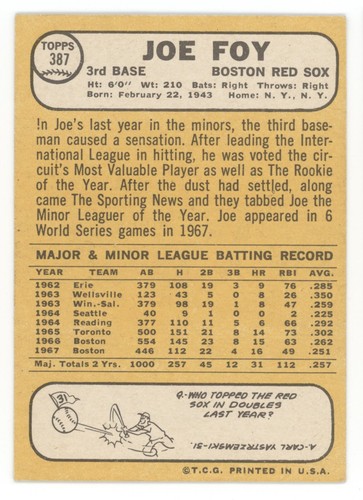 TOPPS
387
JOE FOY
3rd BASE BOSTON RED SOX
Ht: 6'0" Wt: 210 Bats: Right Throws: Right
Born: February 22, 1943 Home: N. Y., N. Y.
In Joe's last year in the minors, the third base-
man caused a sensation. After leading the Inter-
national League in hitting, he was voted the cir-
cuit's Most Valuable Player as well as The Rookie
of the Year. After the dust had settled, along
came The Sporting News and they tabbed Joe the
the Minor Leaguer of the Year. Joe appeared in 6
World Series games in 1967.
MAJOR & MINOR LEAGUE BATTING RECORD
YEAR TEAM AB H 2B 3B HR RBI AVG.
1962 Erie 379 108 19 3 9 76 .285
1963 Wellsville 123 43 5 0 8 26 .350
1963 Win.-Sal. 379 98 19 1 8 47 .259
1964 Seattle 40 9 1 0 0 4 .225
1964 Reading 377 110 11 5 6 66 .292
1965 Toronto 500 151 21 8 14 73 .302
1966 Boston 554 145 23 8 15 63 .262
1967 Boston 446 112 22 4 16 49 .251
Maj. Totals 2 Yrs. 1000 257 45 12 31 112 .257
31
Q-WHO TOPPED THE RED
SOX IN DOUBLES
LAST YEAR?
A-CARL YASTRZEMSKI-31.
©T.C.G. PRINTED IN U.S.A.